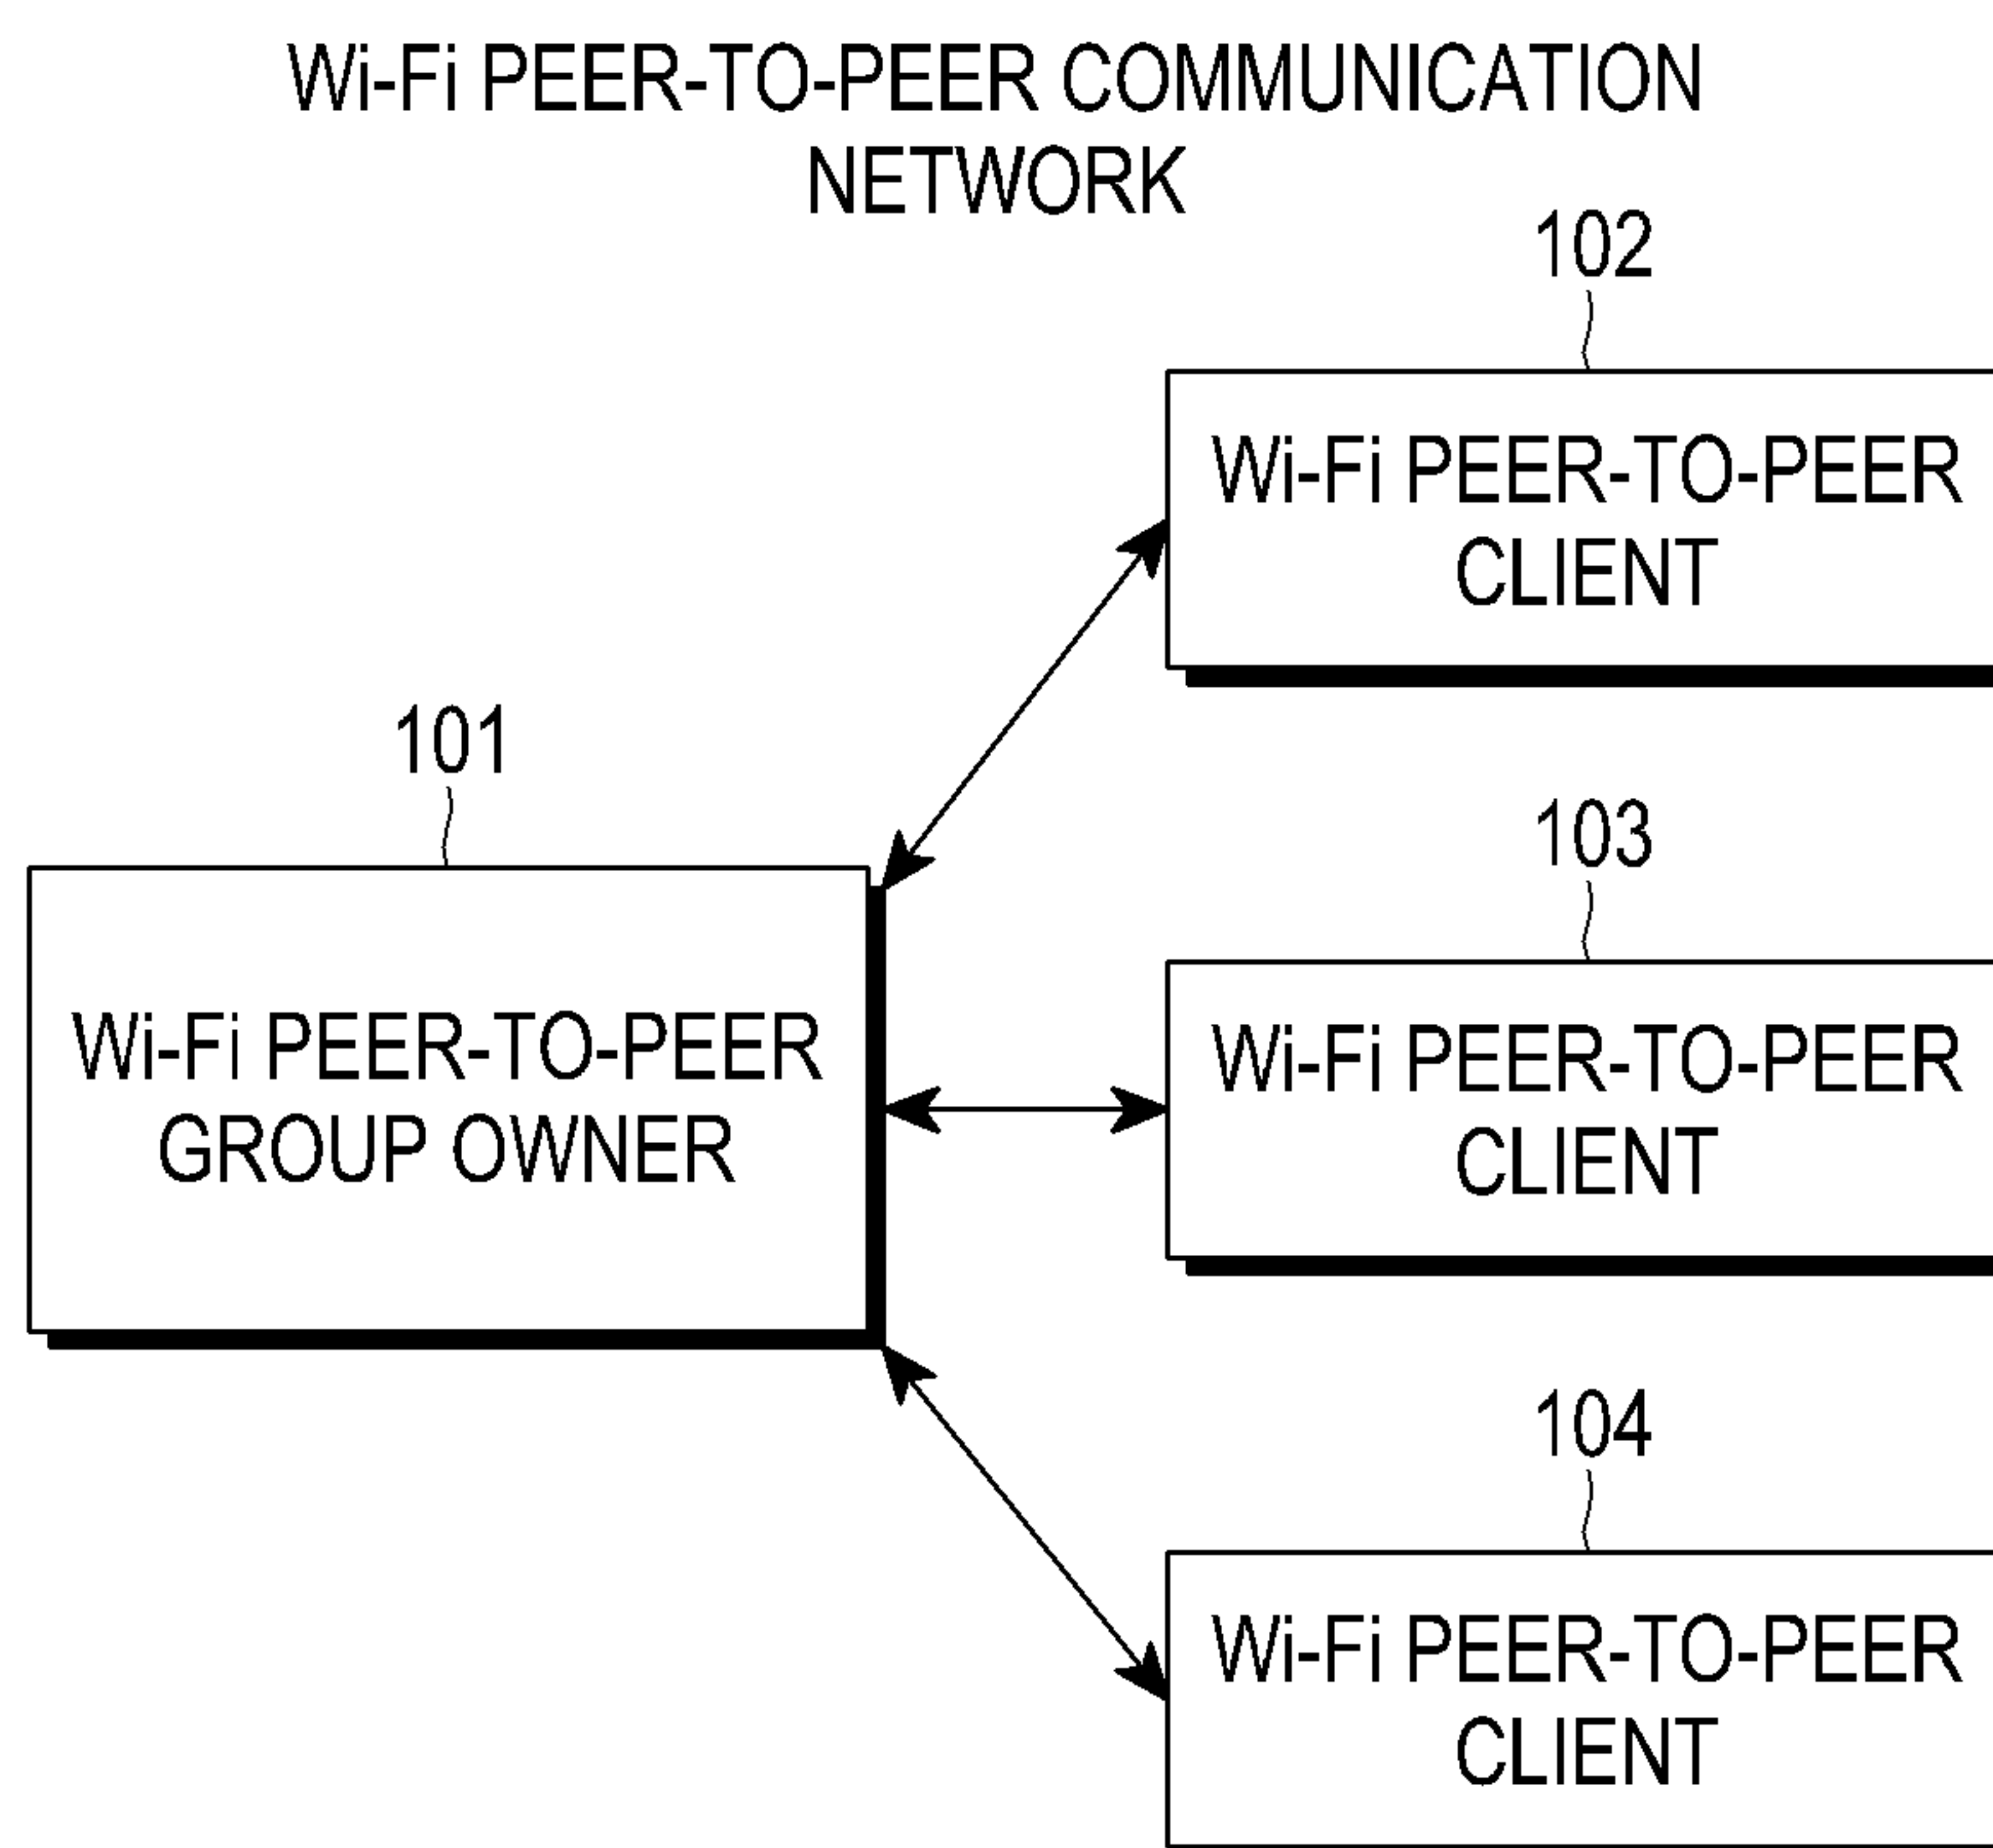 Wi-Fi PEER-TO-PEER COMMUNICATION
NETWORK
102
Wi-Fi PEER-TO-PEER
CLIENT
101
Wi-Fi PEER-TO-PEER
GROUP OWNER
103
Wi-Fi PEER-TO-PEER
CLIENT
104
Wi-Fi PEER-TO-PEER
CLIENT